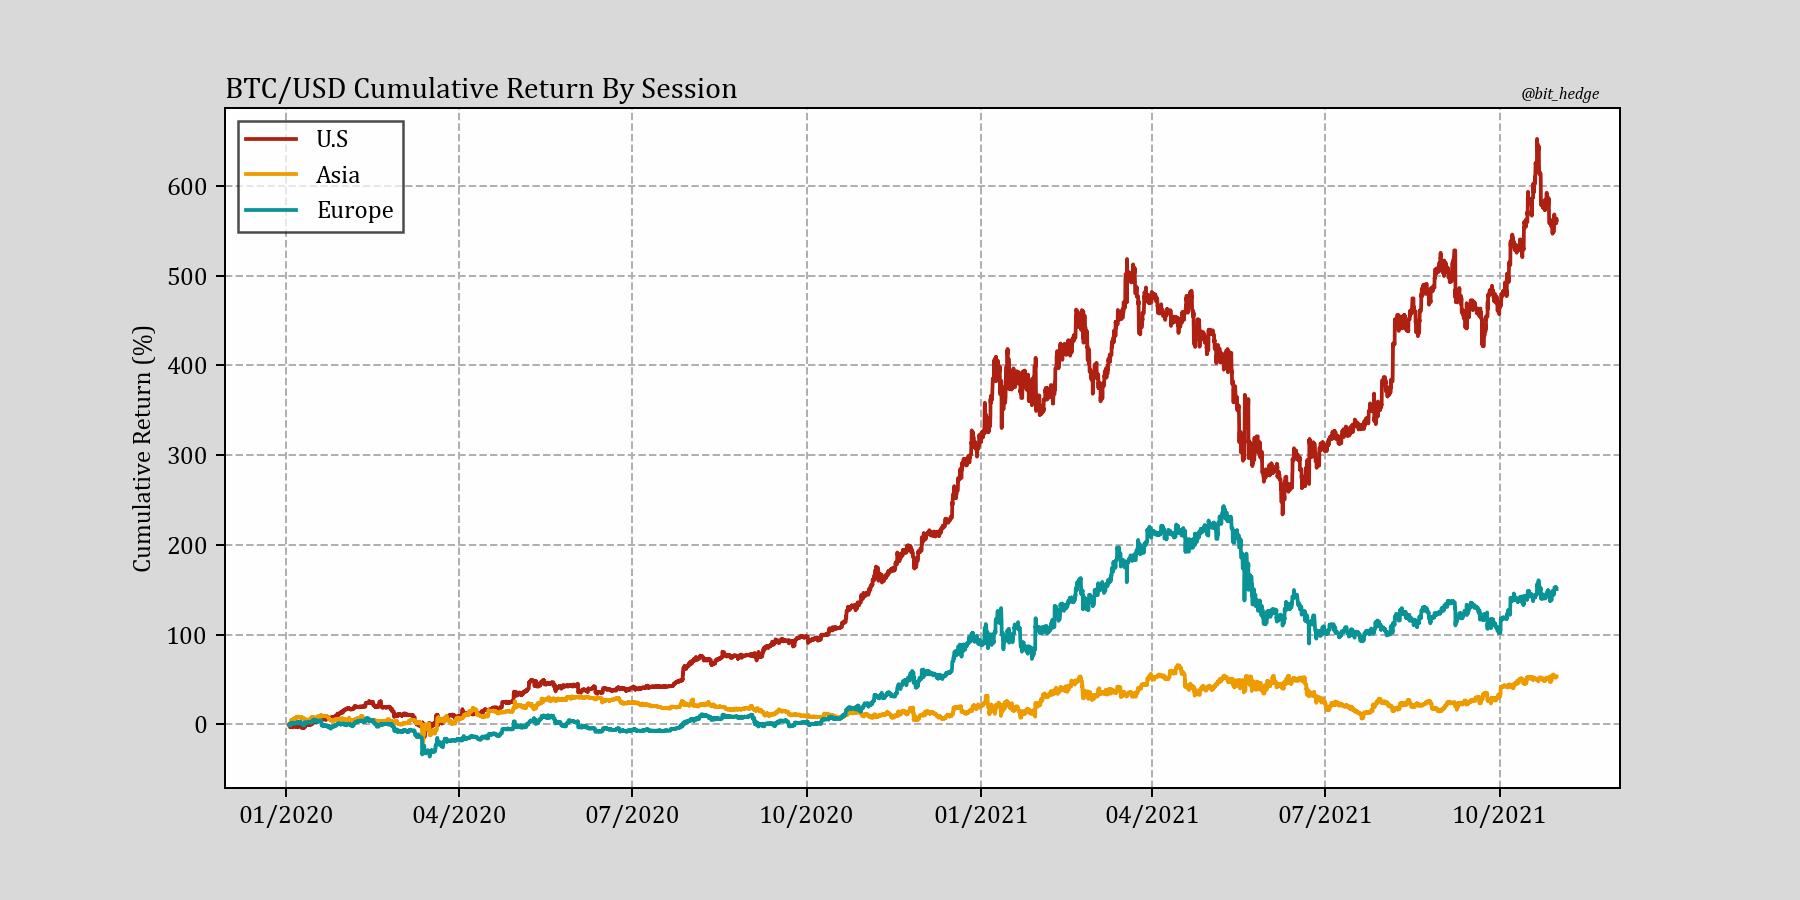 BTC/USD Cumulative Return By Session
@bit_hedge
U.S
Asia
Europe
Cumulative Return (%)
600
500
400
300
200
100
0
01/2020 04/2020 07/2020 10/2020 01/2021 04/2021 07/2021 10/2021